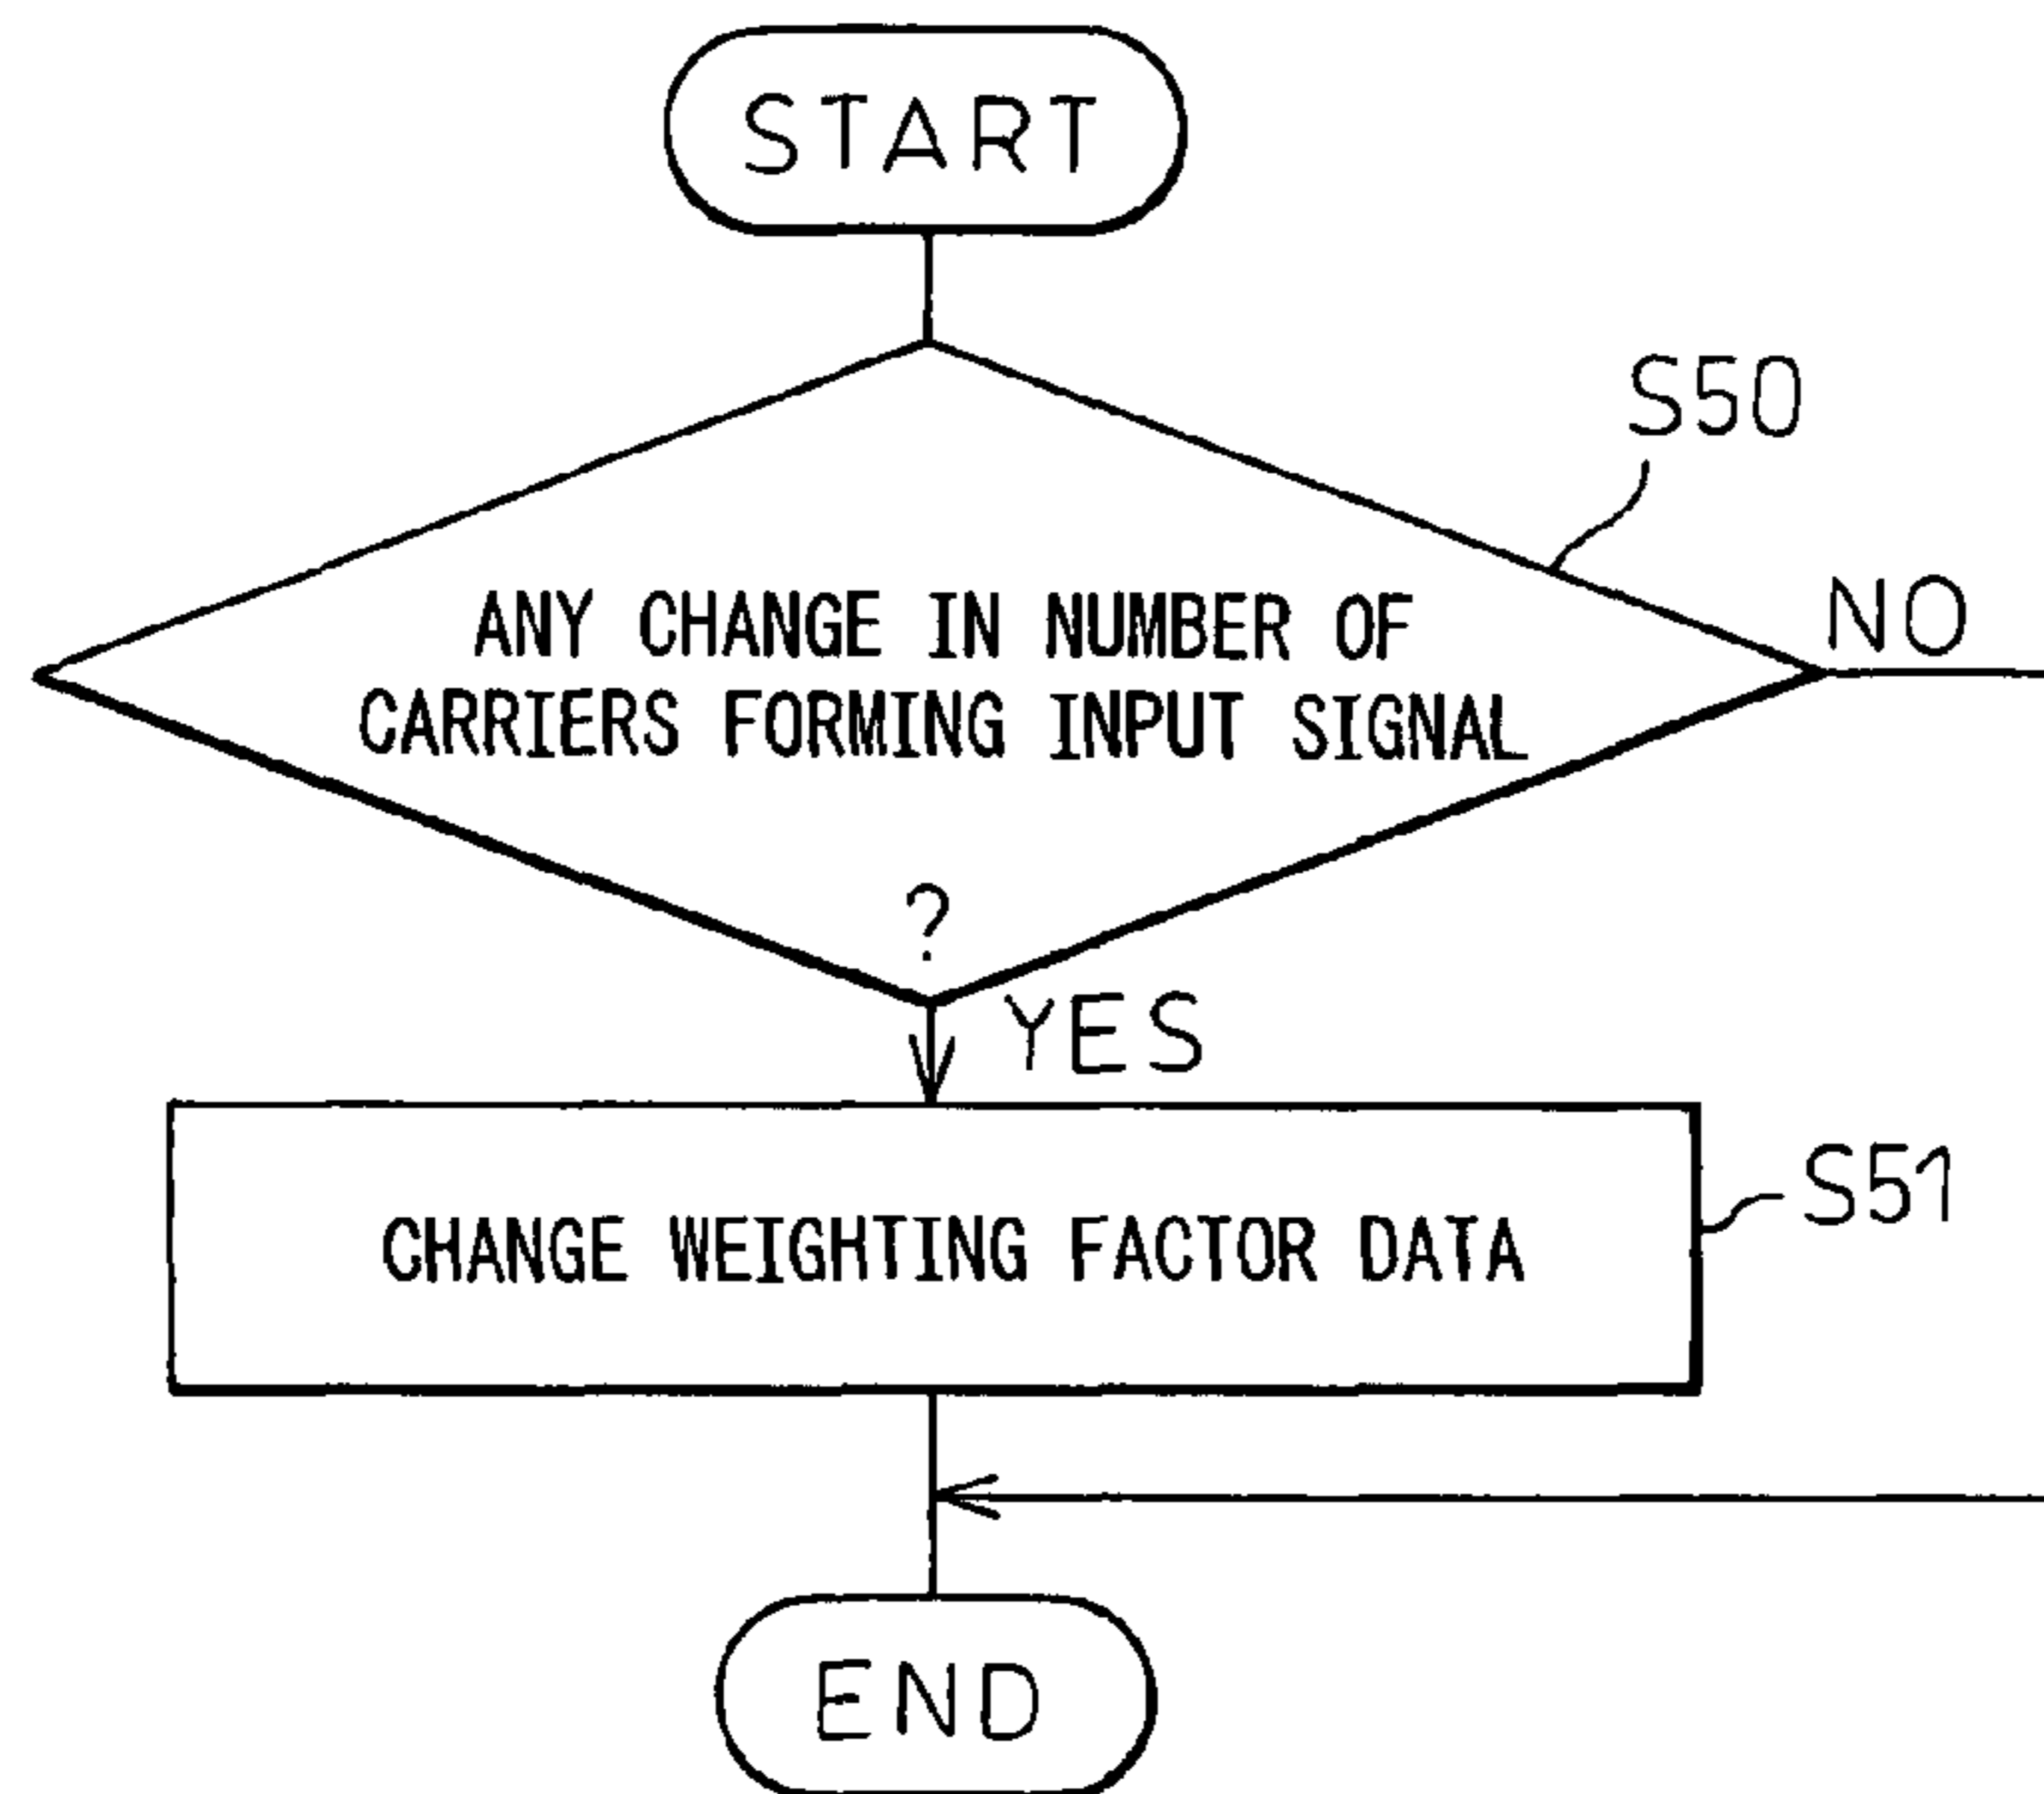 START
S50
ANY CHANGE IN NUMBER OF
CARRIERS FORMING INPUT SIGNAL
?
NO
YES
CHANGE WEIGHTING FACTOR DATA
S51
END